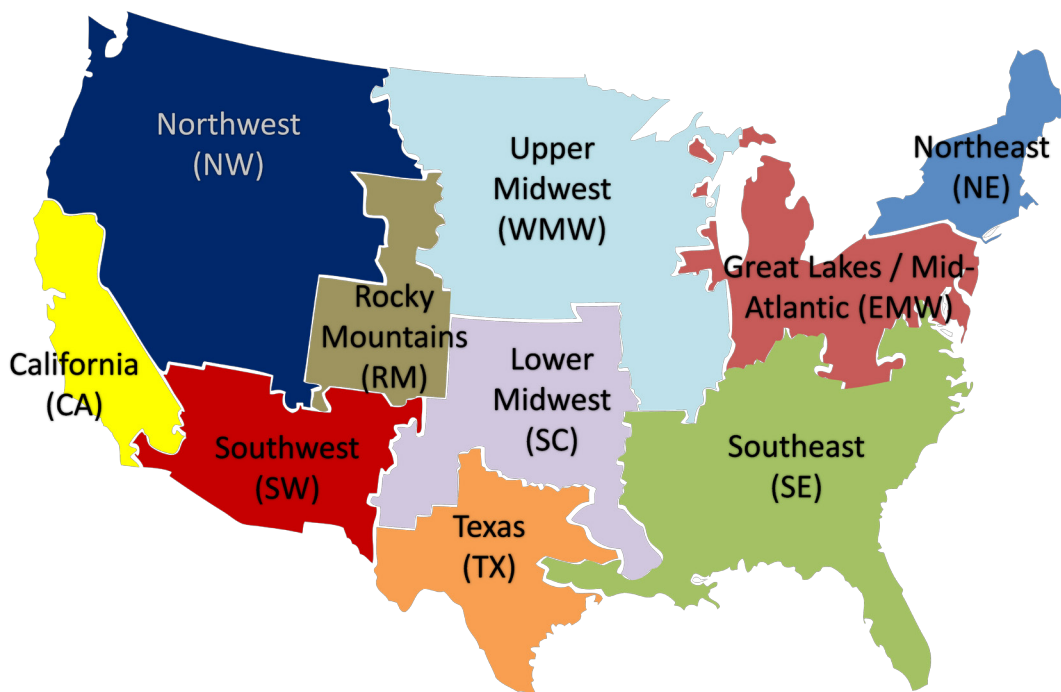 Northwest
(NW)
Upper
Midwest
(WMW)
Northeast
(NE)
Great Lakes / Mid-
Atlantic (EMW)
Rocky
Mountains
(RM)
California
(CA)
Lower
Midwest
(SC)
Southwest
(SW)
Southeast
(SE)
Texas
(TX)